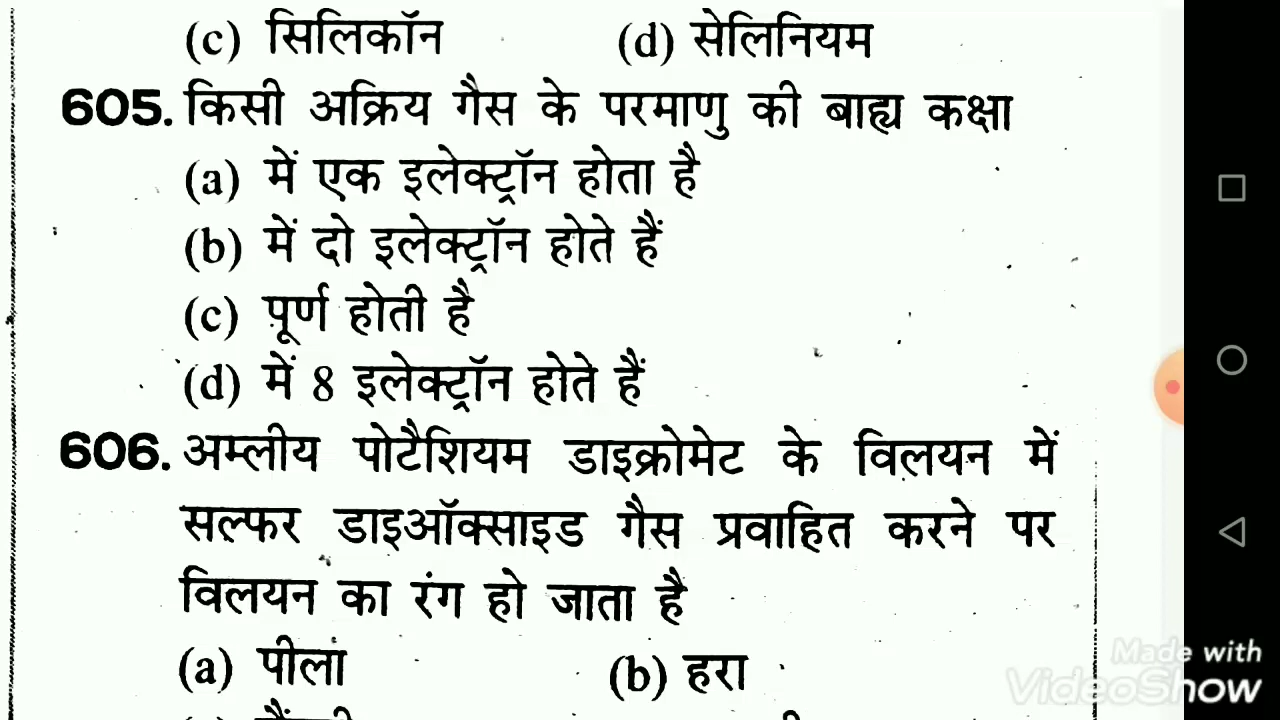 (c) सिलिकॉन (d) सेलिनियम
605. किसी अक्रिय गैस के परमाणु की बाह्य कक्षा
(a) में एक इलेक्ट्रॉन होता है
(b) में दो इलेक्ट्रॉन होते हैं
(c) पूर्ण होती है
(d) में 8 इलेक्ट्रॉन होते हैं
606. अम्लीय पोटैशियम डाइक्रोमेट के विलयन में
सल्फर डाइऑक्साइड गैस प्रवाहित करने पर
विलयन का रंग हो जाता है
(a) पीला (b) हरा
Made with
VideoShow